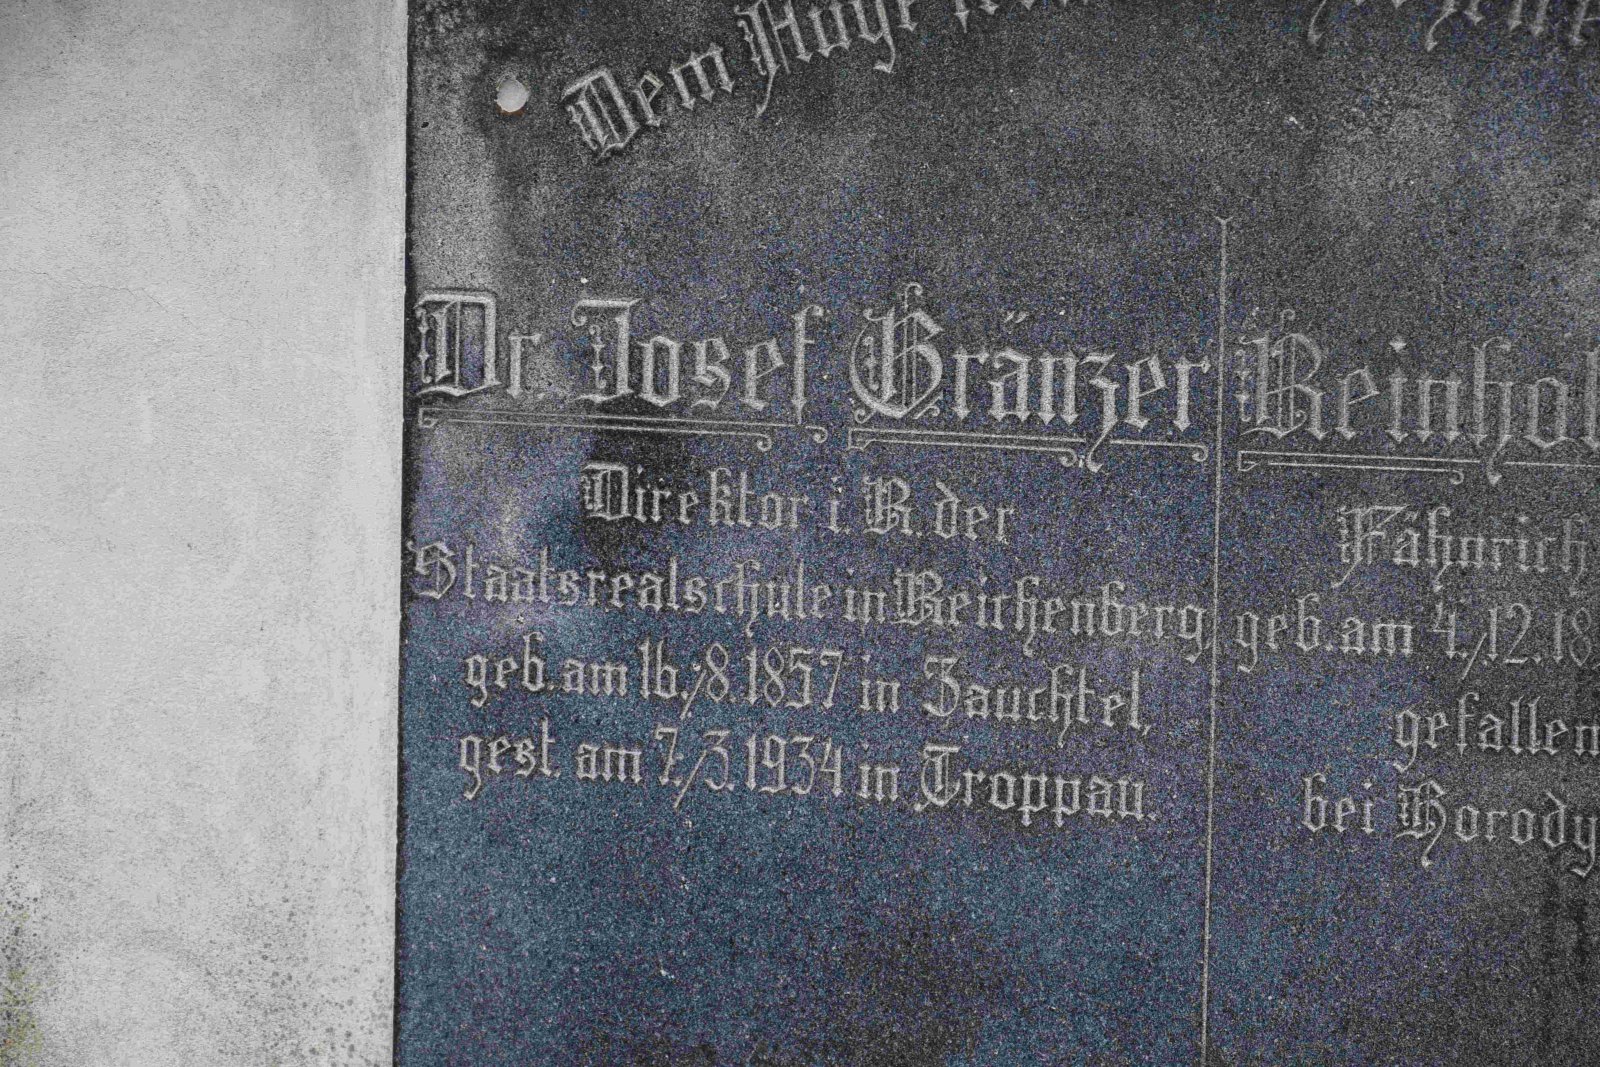 Dem Auge
Dr. Josef Gränzer
Direktor i. R. der
Staatsrealschule in Reichenberg,
geb. am 16./8. 1857 in Zauchtel,
gest. am 7./3. 1934 in Troppau.
Fähnrich
geb. am 4./12.
gefallen
bei